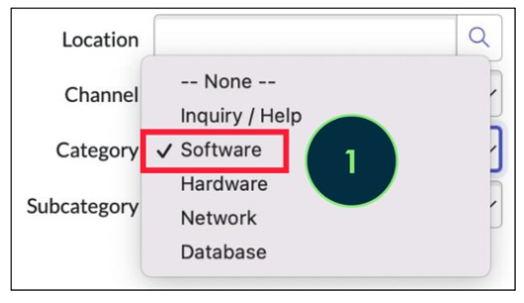 Location
-- None --
Channel
Inquiry / Help
Category ✓ Software
1
Hardware
Subcategory
Network
Database